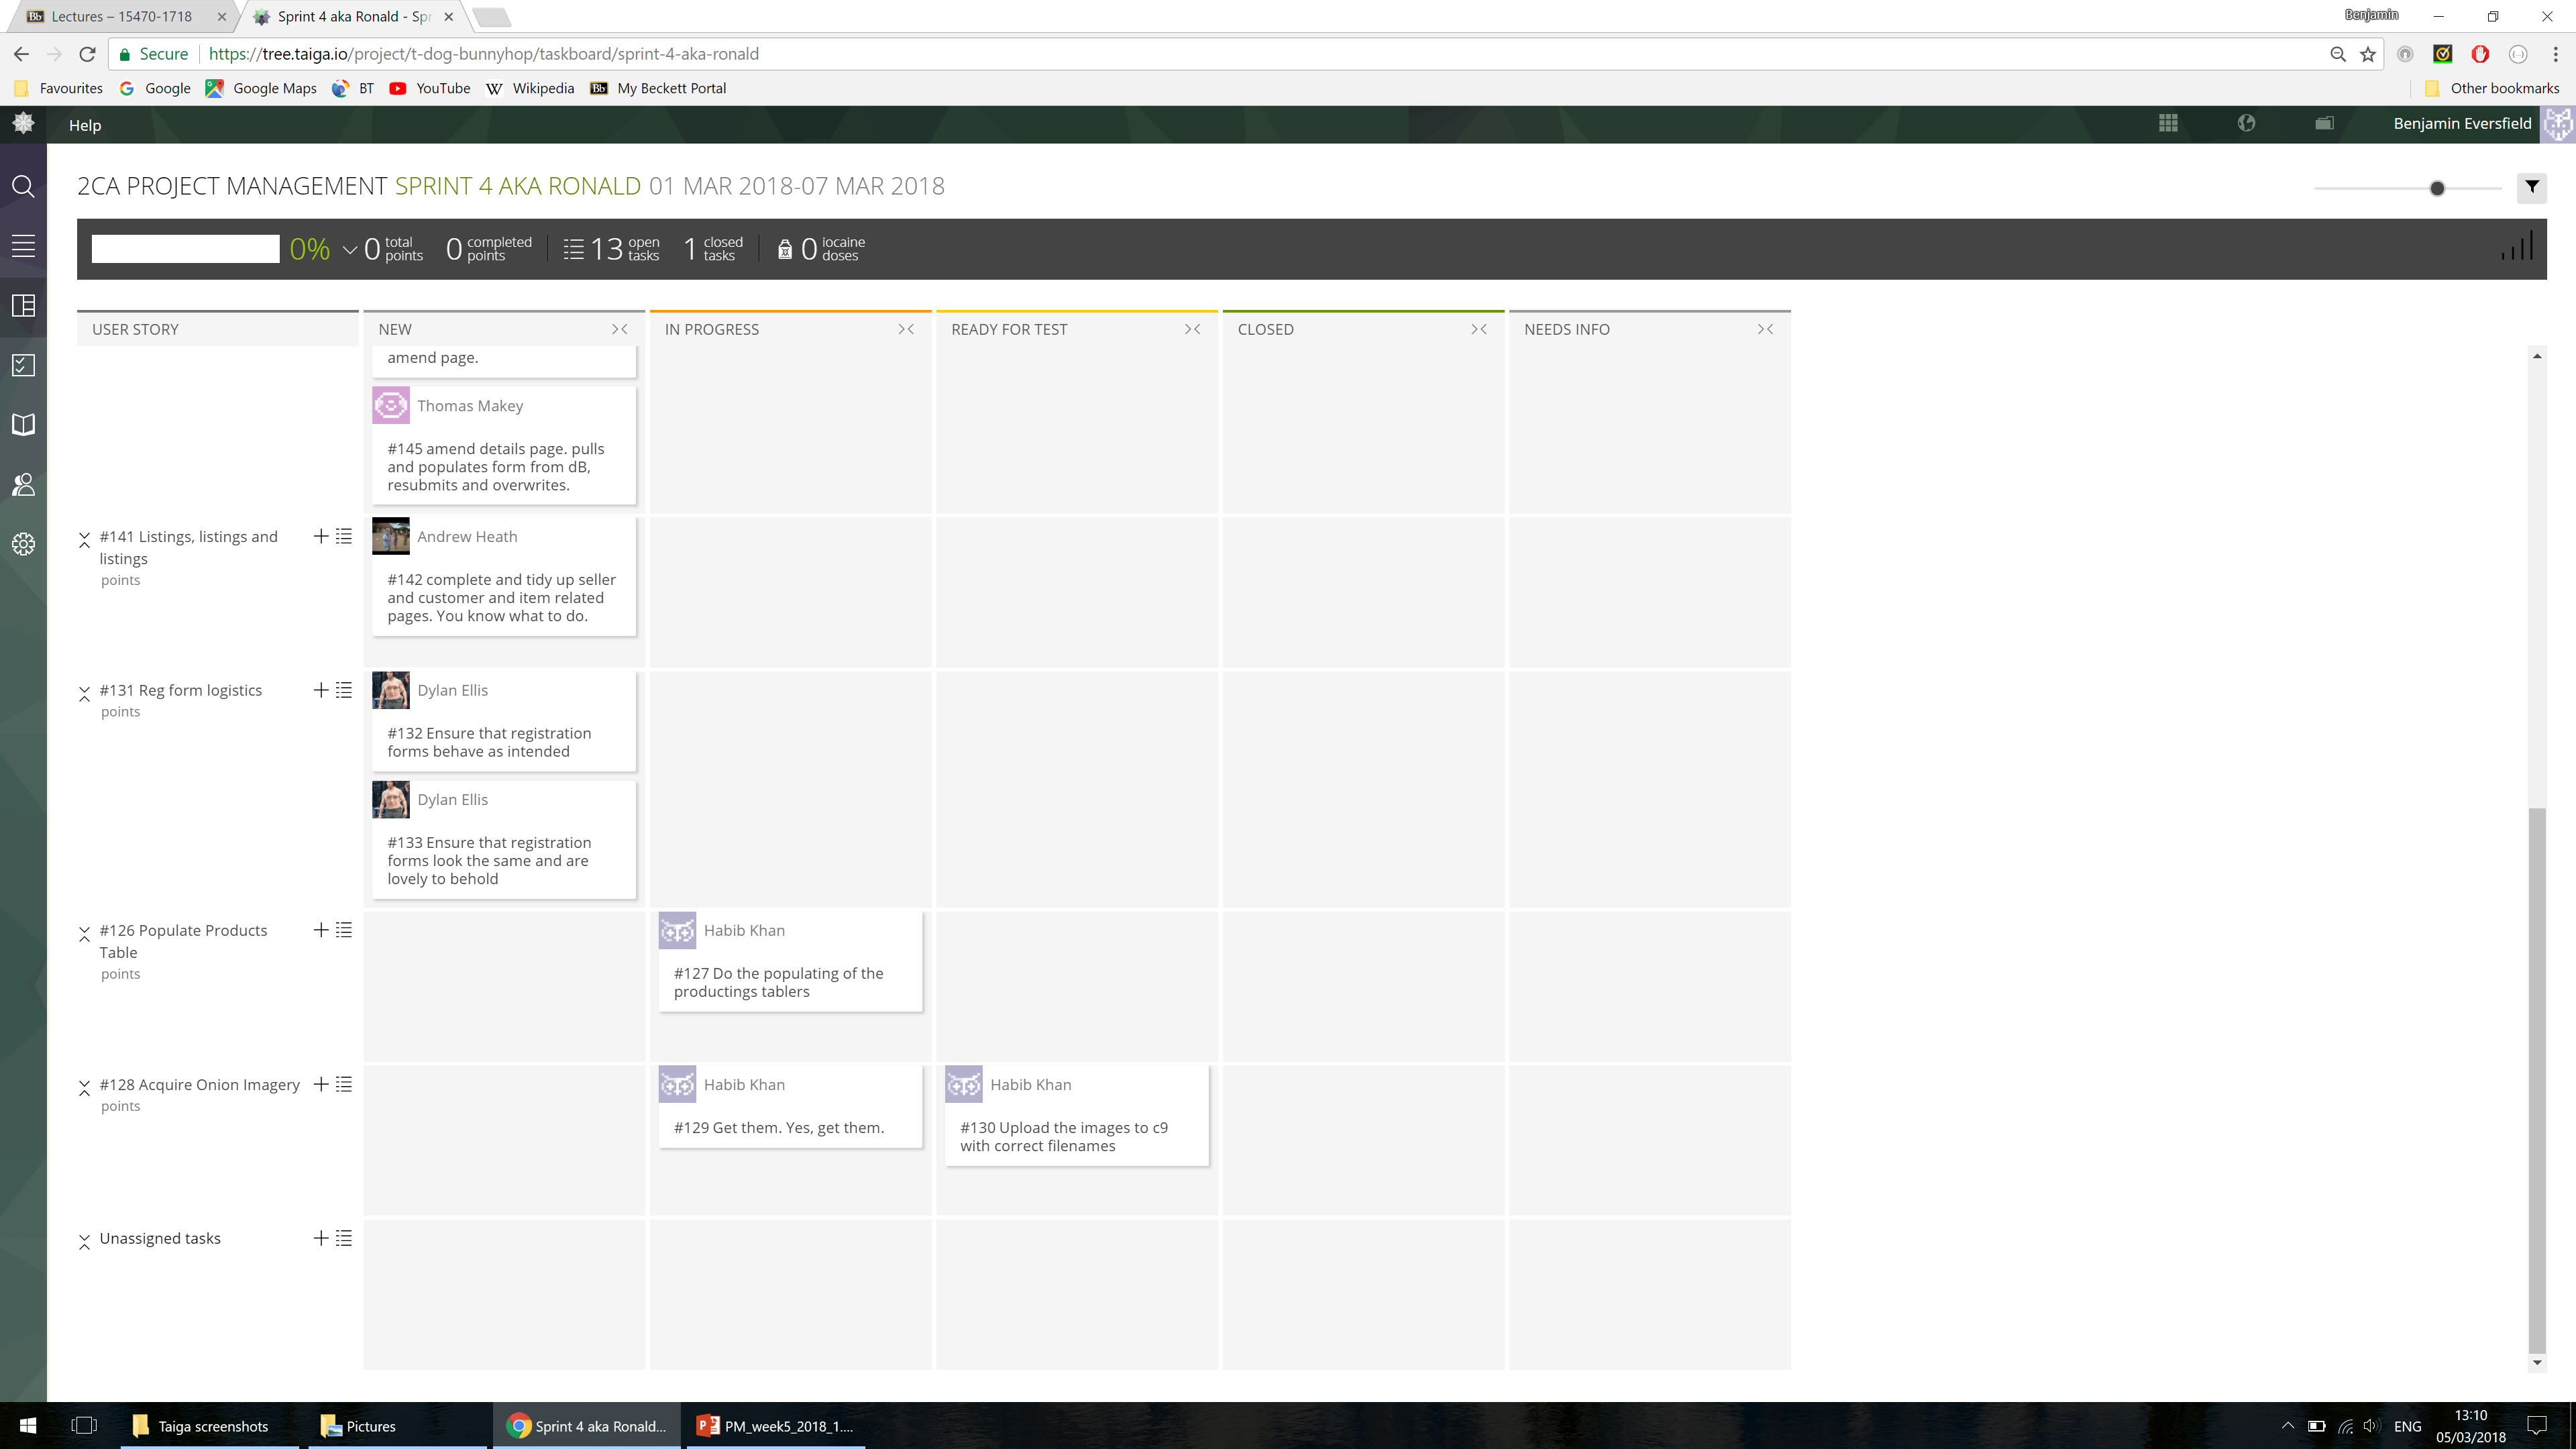 Lectures – 15470-1718
Sprint 4 aka Ronald - Spr
Benjamin
Secure https://tree.taiga.io/project/t-dog-bunnyhop/taskboard/sprint-4-aka-ronald
Favourites Google Google Maps BT YouTube Wikipedia My Beckett Portal Other bookmarks
Help Benjamin Eversfield
2CA PROJECT MANAGEMENT SPRINT 4 AKA RONALD 01 MAR 2018-07 MAR 2018
0% 0 total points 0 completed points 13 open tasks 1 closed tasks 0 iocaine doses
USER STORY NEW IN PROGRESS READY FOR TEST CLOSED NEEDS INFO
amend page.
Thomas Makey
#145 amend details page. pulls
and populates form from dB,
resubmits and overwrites.
#141 Listings, listings and
listings
points
Andrew Heath
#142 complete and tidy up seller
and customer and item related
pages. You know what to do.
#131 Reg form logistics
points
Dylan Ellis
#132 Ensure that registration
forms behave as intended
Dylan Ellis
#133 Ensure that registration
forms look the same and are
lovely to behold
#126 Populate Products
Table
points
Habib Khan
#127 Do the populating of the
productings tablers
#128 Acquire Onion Imagery
points
Habib Khan
#129 Get them. Yes, get them.
Habib Khan
#130 Upload the images to c9
with correct filenames
Unassigned tasks
Taiga screenshots Pictures Sprint 4 aka Ronald... PM_week5_2018_1.... ENG
13:10
05/03/2018